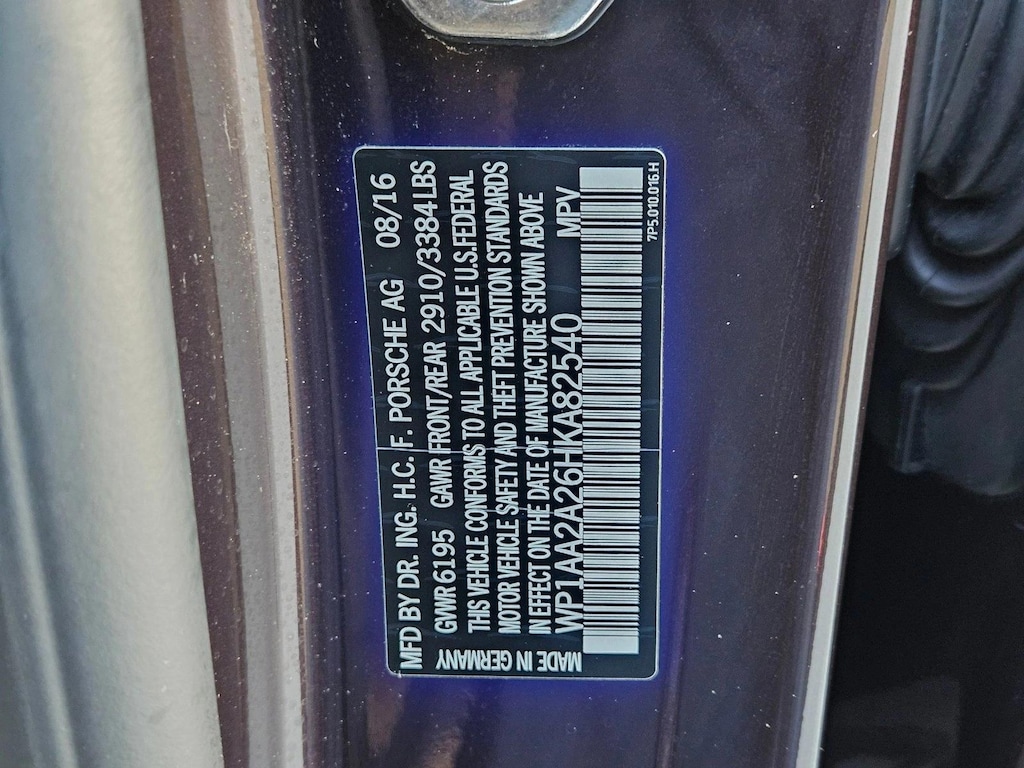 MFD BY DR. ING. H.C. F. PORSCHE AG 08/16
GVWR 6195 GAWR FRONT/REAR 2910/3384LBS
THIS VEHICLE CONFORMS TO ALL APPLICABLE U.S.FEDERAL
MOTOR VEHICLE SAFETY AND THEFT PREVENTION STANDARDS
IN EFFECT ON THE DATE OF MANUFACTURE SHOWN ABOVE
WP1AA2A26HKA82540 MPV
MADE IN GERMANY
7P5.010.016.H